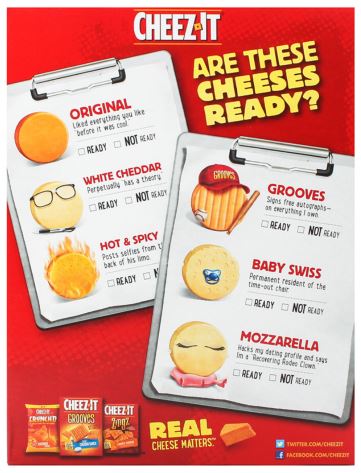 CHEEZ-IT
ARE THESE
CHEESES
READY?
ORIGINAL
Liked everything you like
before it was cool.
READY NOT READY
WHITE CHEDDAR
Perpetually has a theory
READY NOT READY
HOT & SPICY
Posts selfies from t
back of his limo.
READY N
GROOVES
GROOVES
Signs free autographs—
on everything I own.
READY NOT READY
BABY SWISS
Permanent resident of the
time-out chair.
READY NOT READY
MOZZARELLA
Hacks my dating profile and says
I'm a "Recovering Rodeo Clown."
READY NOT READY
CHEEZ-IT
CRUNCH'D
CHEEZ-IT
GROOVES
CHEEZ-IT
Zingz
REAL
CHEESE MATTERS.™
TWITTER.COM/CHEEZIT
FACEBOOK.COM/CHEEZIT